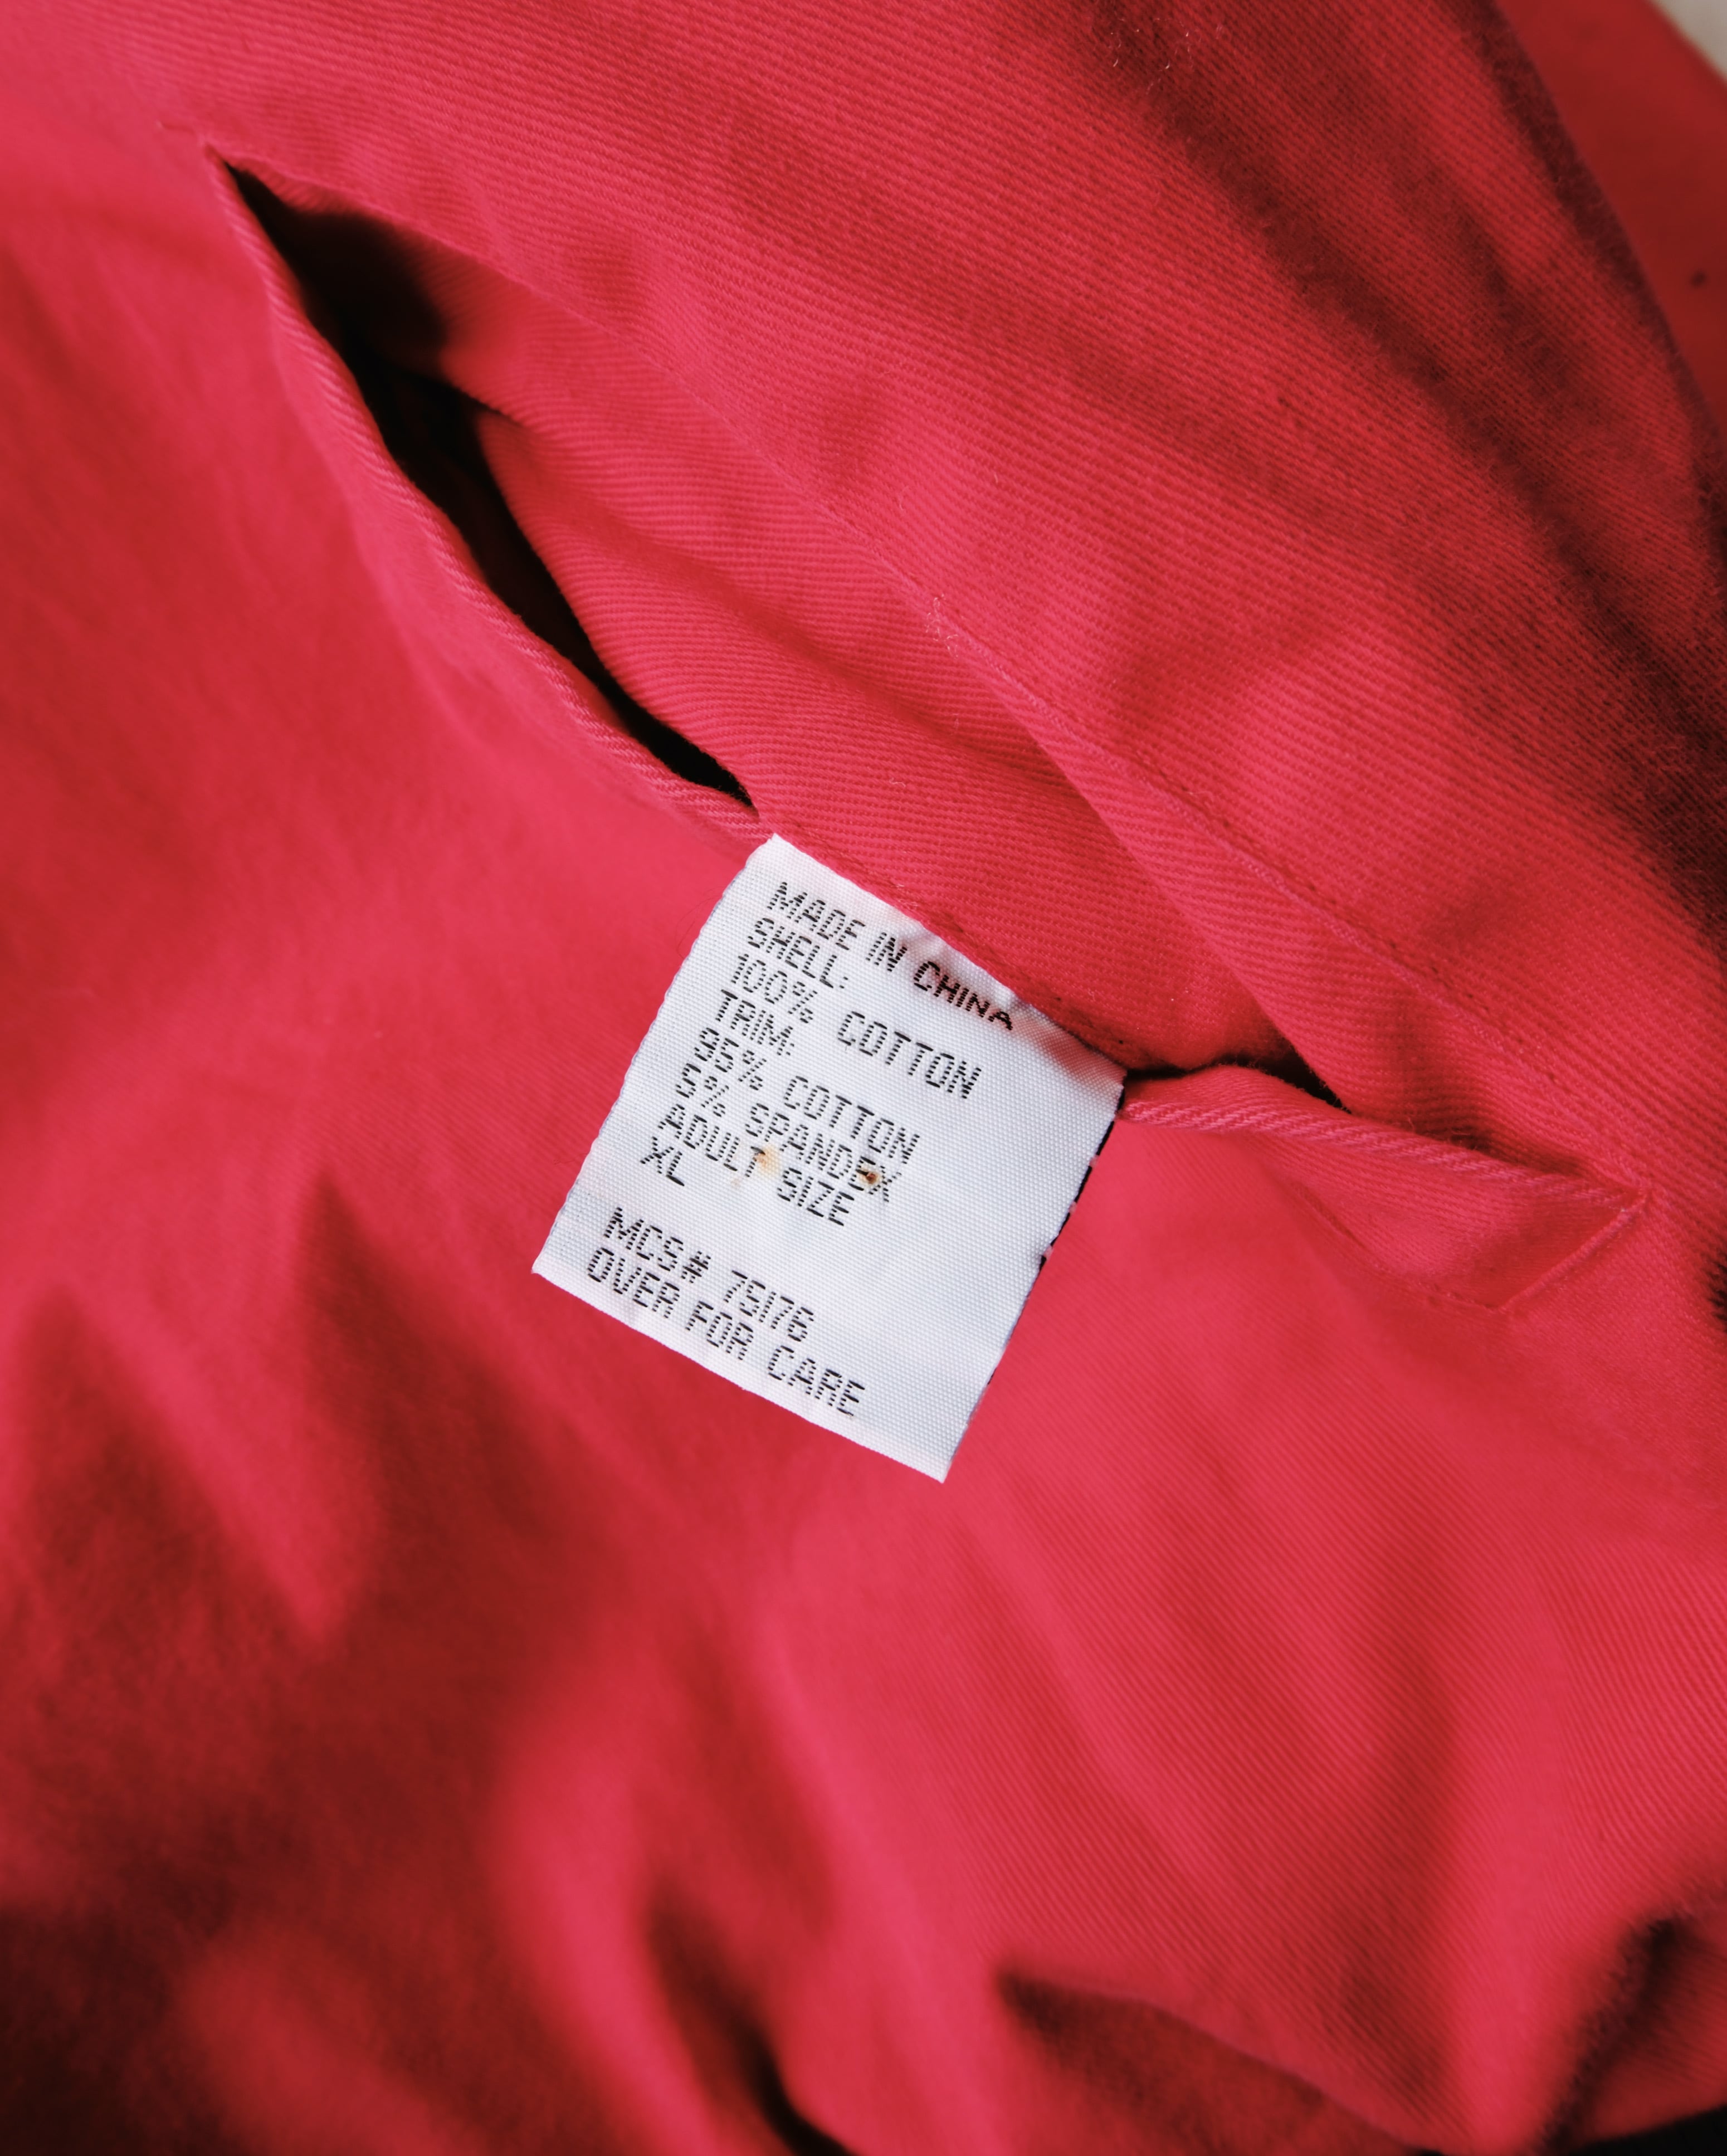 MADE IN CHINA
SHELL:
100% COTTON
TRIM:
95% COTTON
5% SPANDEX
ADULT SIZE
XL
MCS# 75176
OVER FOR CARE